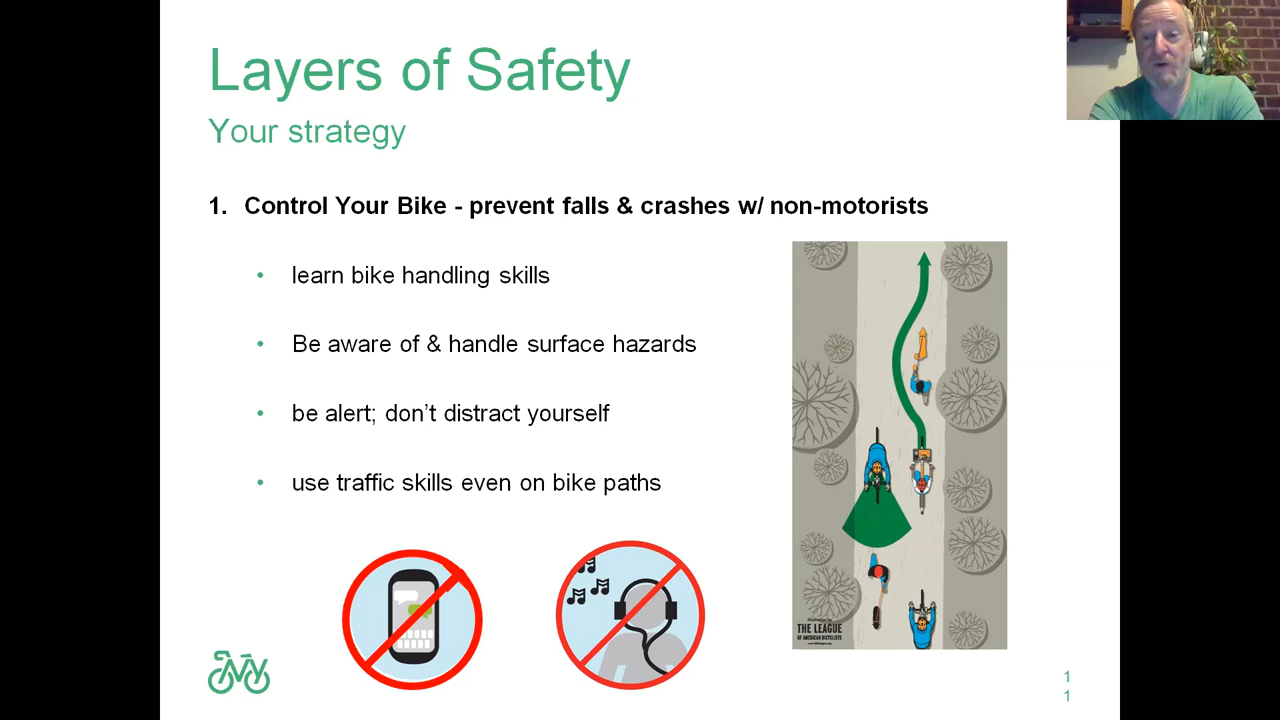 Layers of Safety
Your strategy
1. Control Your Bike - prevent falls & crashes w/ non-motorists
• learn bike handling skills
• Be aware of & handle surface hazards
• be alert; don’t distract yourself
• use traffic skills even on bike paths
THE LEAGUE
OF AMERICAN BICYCLISTS
1
1